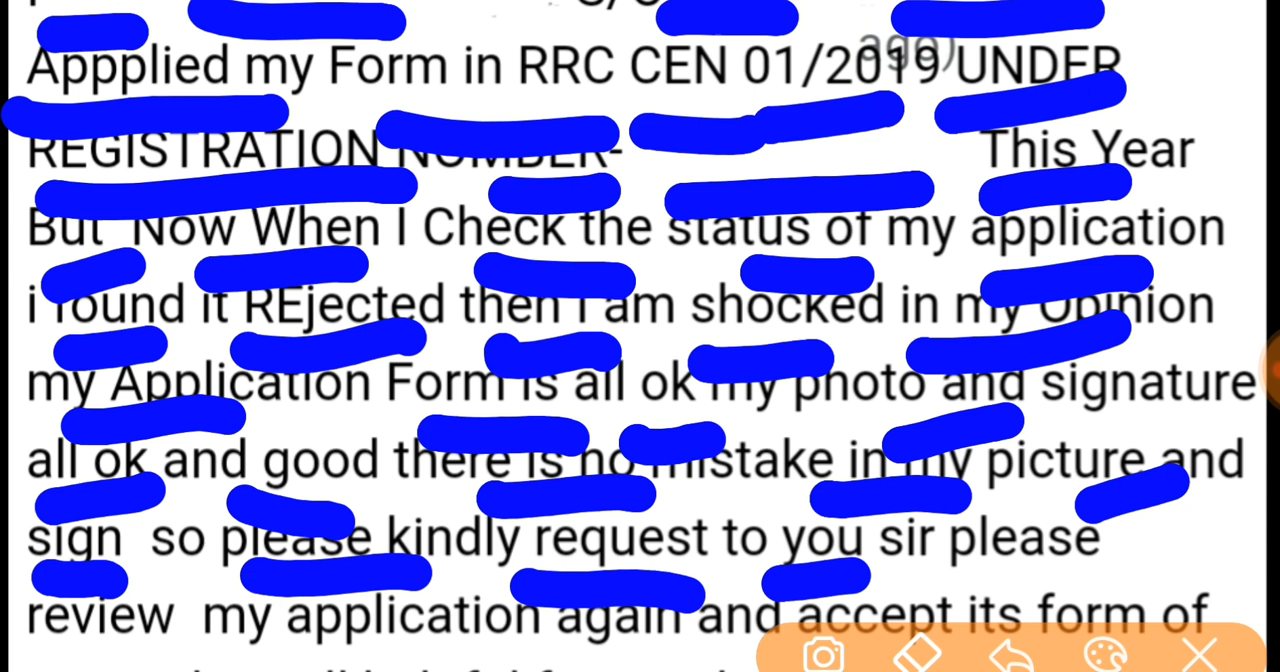 Appplied my Form in RRC CEN 01/2019 UNDER
REGISTRATION NUMBER- This Year
But Now When I Check the status of my application
i found it REjected then I am shocked in my Opinion
my Application Form is all ok my photo and signature
all ok and good there is no mistake in my picture and
sign so please kindly request to you sir please
review my application again and accept its form of